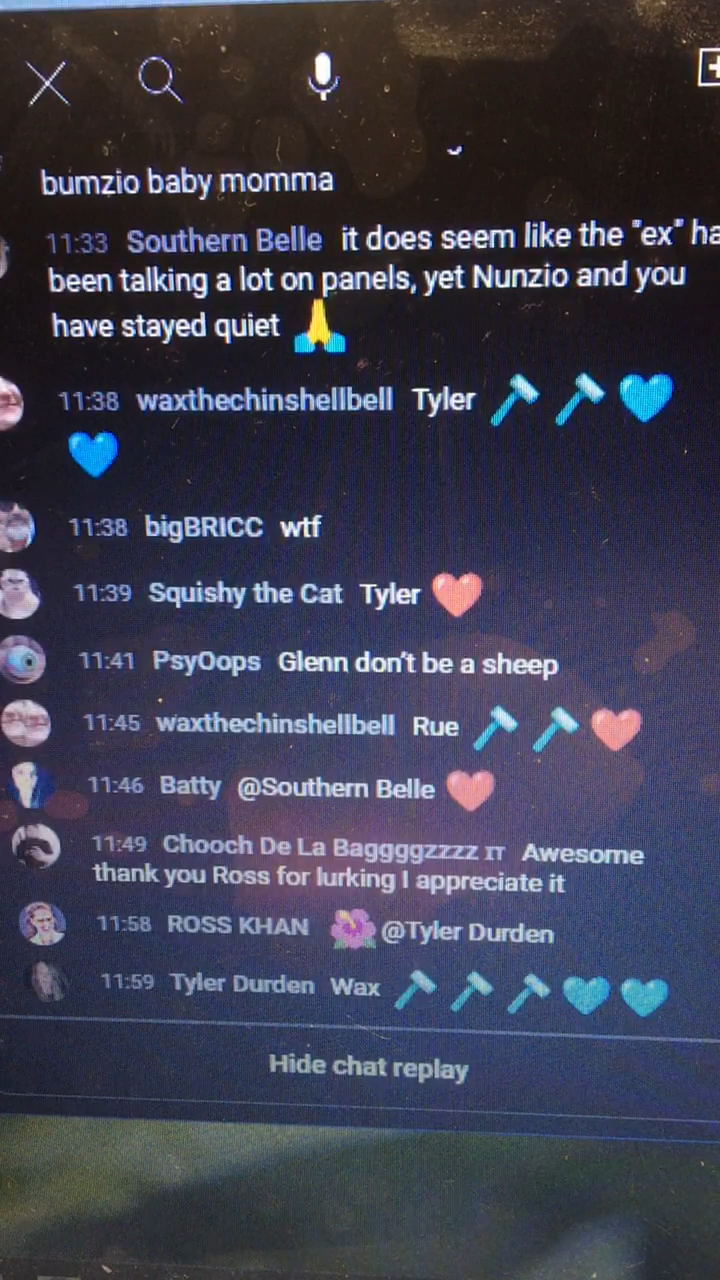 bumzio baby momma
11:33 Southern Belle it does seem like the "ex" ha
been talking a lot on panels, yet Nunzio and you
have stayed quiet 🙏
11:38 waxthechinshellbell Tyler 🪒 🪒 💙
💙
11:38 bigBRICC wtf
11:39 Squishy the Cat Tyler ❤️
11:41 PsyOops Glenn don't be a sheep
11:45 waxthechinshellbell Rue 🪒 🪒 ❤️
11:46 Batty @Southern Belle ❤️
11:49 Chooch De La Baggggzzzz IT Awesome
thank you Ross for lurking I appreciate it
11:58 ROSS KHAN 🌺 @Tyler Durden
11:59 Tyler Durden Wax 🪒 🪒 🪒 💙 💙
Hide chat replay